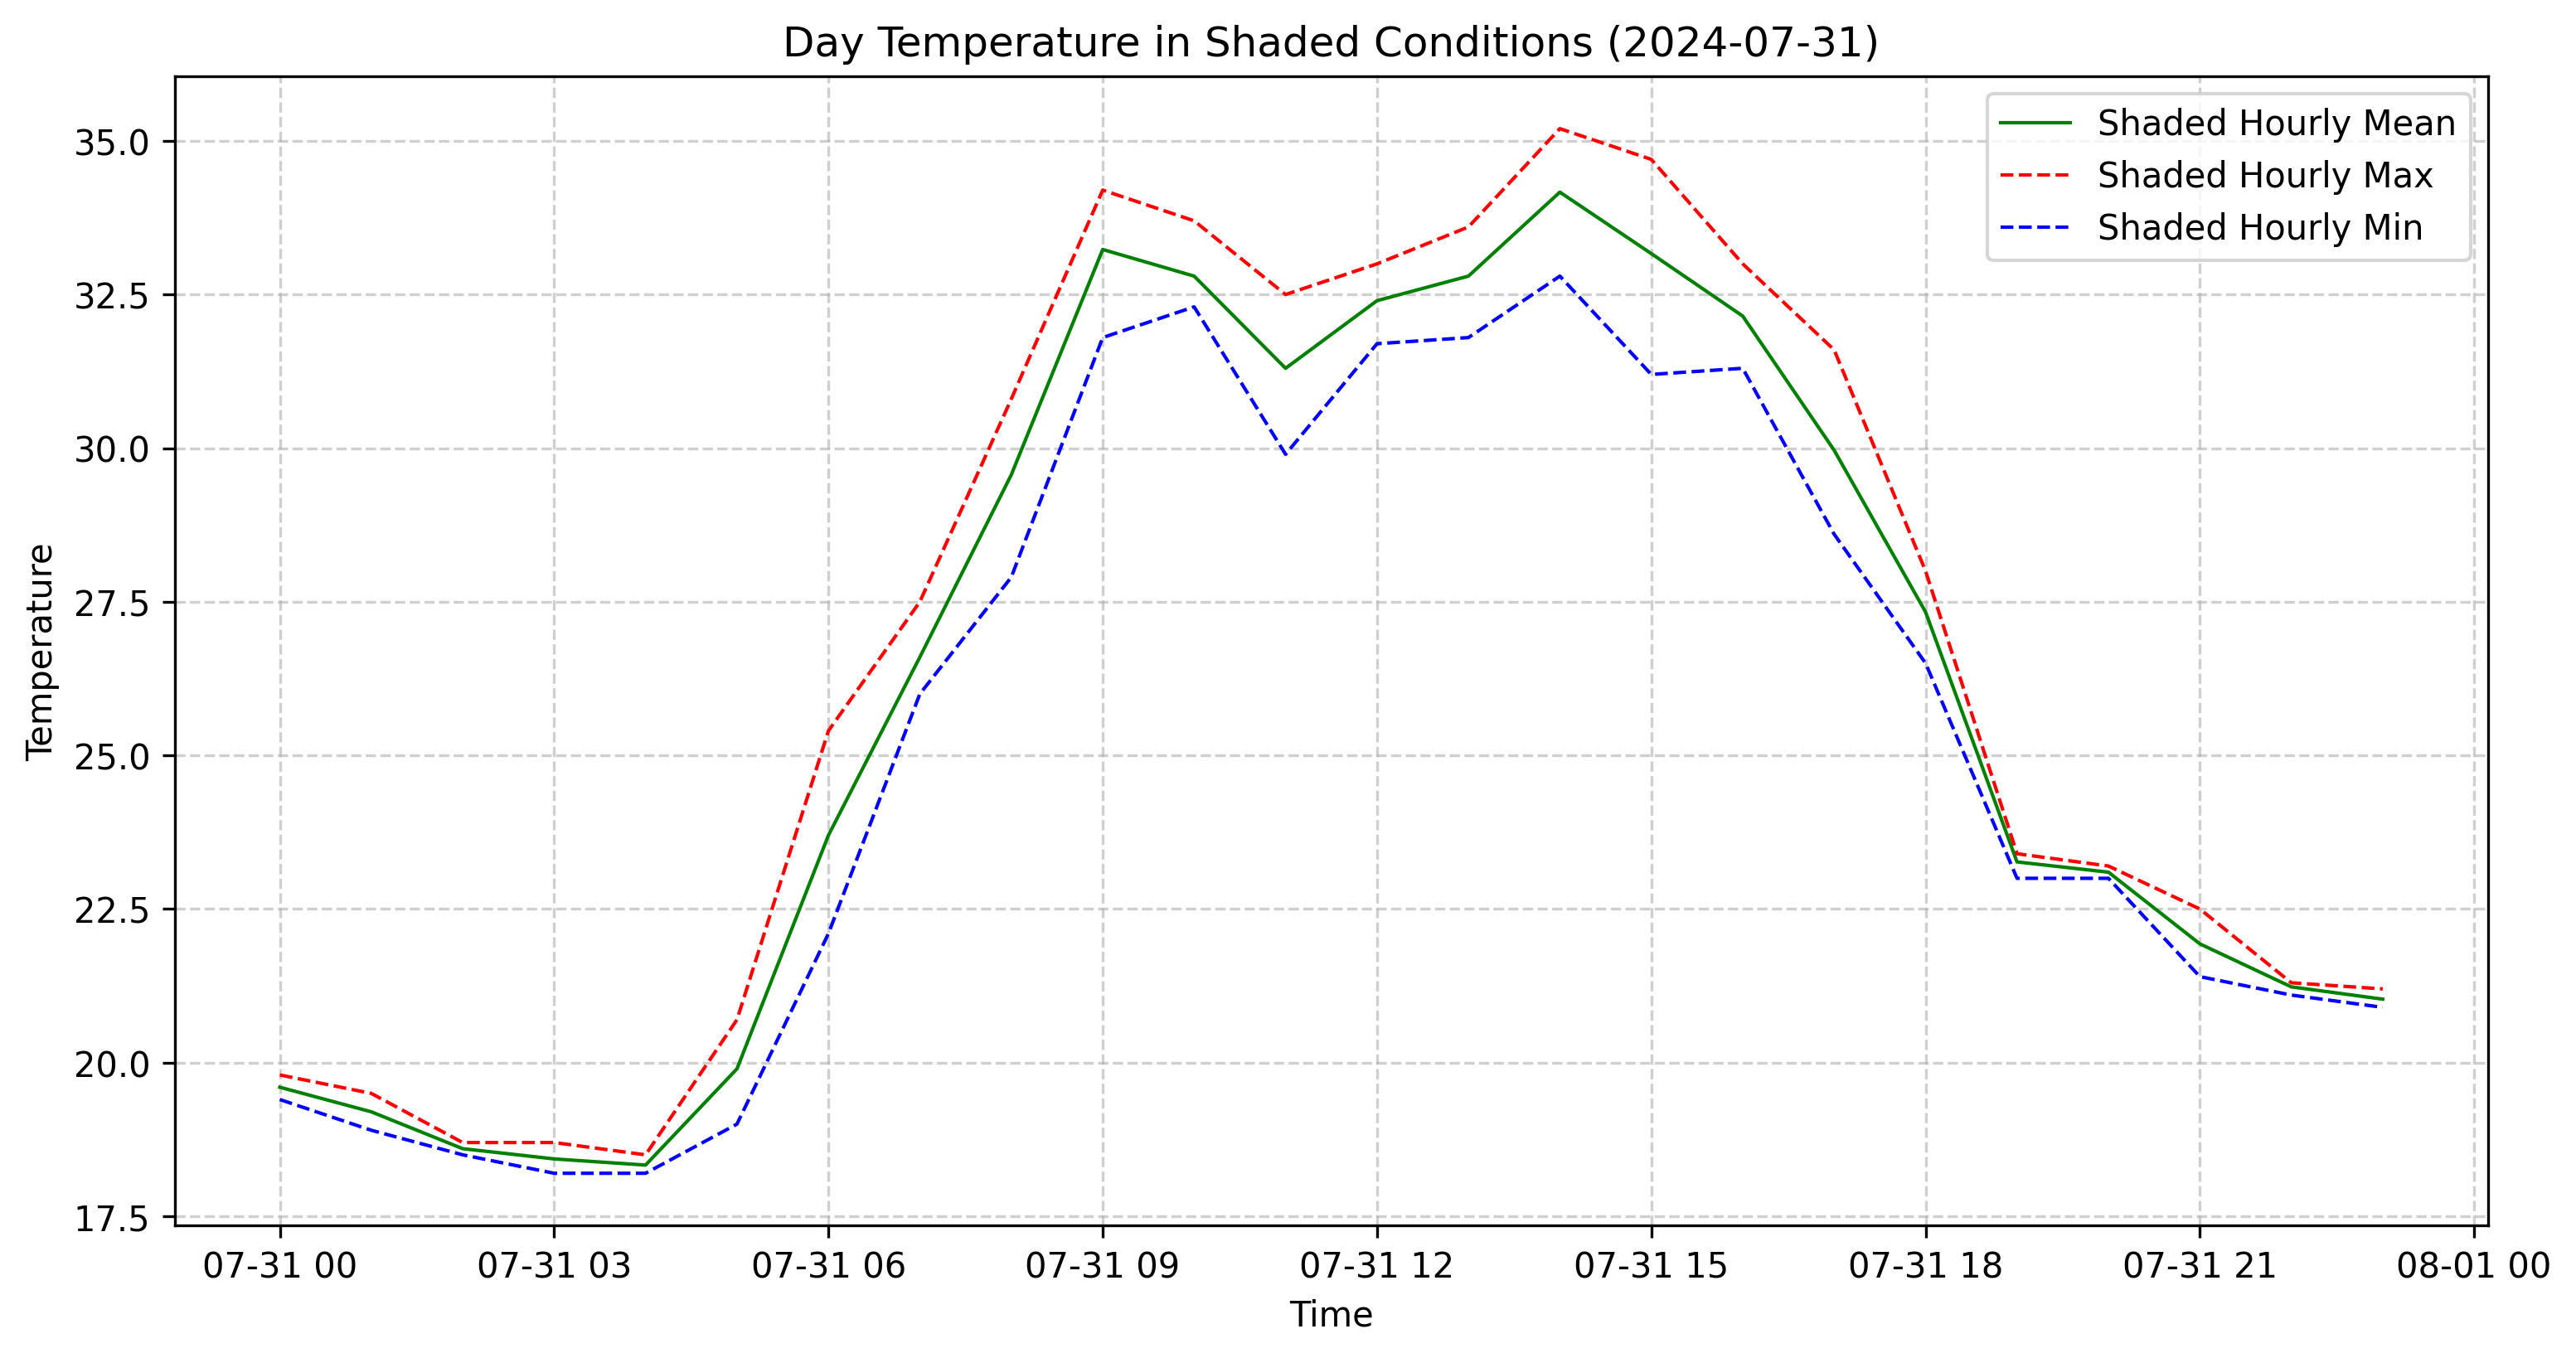 Day Temperature in Shaded Conditions (2024-07-31)
Shaded Hourly Mean
Shaded Hourly Max
Shaded Hourly Min
35.0
32.5
30.0
27.5
25.0
22.5
20.0
17.5
Temperature
07-31 00 07-31 03 07-31 06 07-31 09 07-31 12 07-31 15 07-31 18 07-31 21 08-01 00
Time